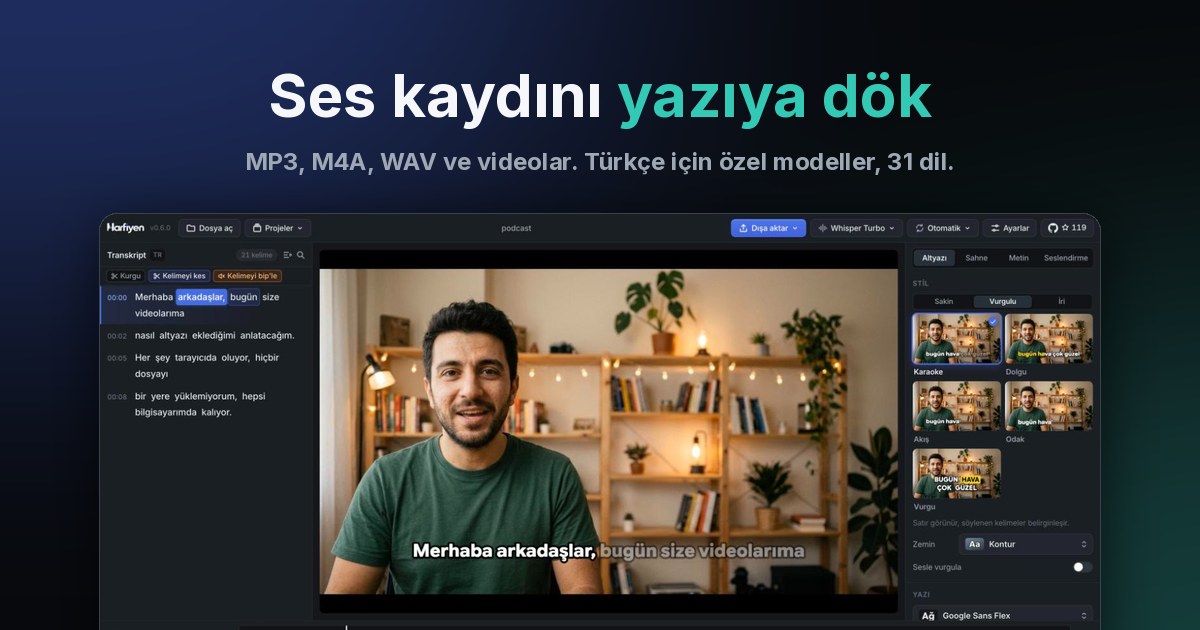 Ses kaydını yazıya dök
MP3, M4A, WAV ve videolar. Türkçe için özel modeller, 31 dil.
Harfiyen v0.6.0 Dosya aç Projeler podcast Dışa aktar Whisper Turbo Otomatik Ayarlar 119
Transkript TR 21 kelime
Kurgu Kelimeyi kes Kelimeyi bip'le
00:00 Merhaba arkadaşlar, bugün size
videolarıma
00:02 nasıl altyazı eklediğimi anlatacağım.
00:05 Her şey tarayıcıda oluyor, hiçbir
dosyayı
00:08 bir yere yüklemiyorum, hepsi
bilgisayarımda kalıyor.
Merhaba arkadaşlar, bugün size videolarıma
Altyazı Sahne Metin Seslendirme
STİL
Sakin Vurgulu İri
bugün hava çok güzel
bugün hava çok güzel
Karaoke Dolgu
bugün hava
bugün hava
Akış Odak
BUGÜN HAVA
ÇOK GÜZEL
Vurgu
Satır görünür, söylenen kelimeler belirginleşir.
Zemin Aa Kontur
Sesle vurgula
YAZI
Ağ Google Sans Flex